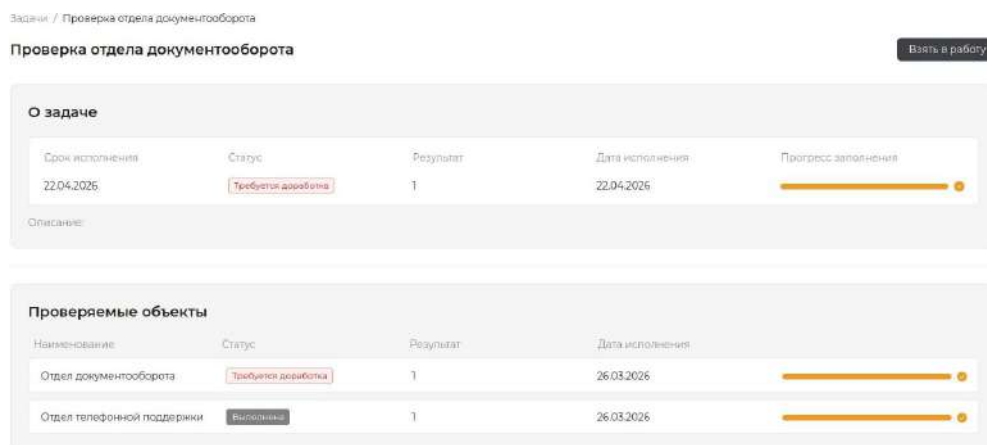 Задачи / Проверка отдела документооборота
Проверка отдела документооборота
Взять в работу
О задаче
Срок исполнения Статус Результат Дата исполнения Прогресс заполнения
22.04.2026 Требуется доработка 1 22.04.2026
Описание:
Проверяемые объекты
Наименование Статус Результат Дата исполнения
Отдел документооборота Требуется доработка 1 26.03.2026
Отдел телефонной поддержки Выполнена 1 26.03.2026